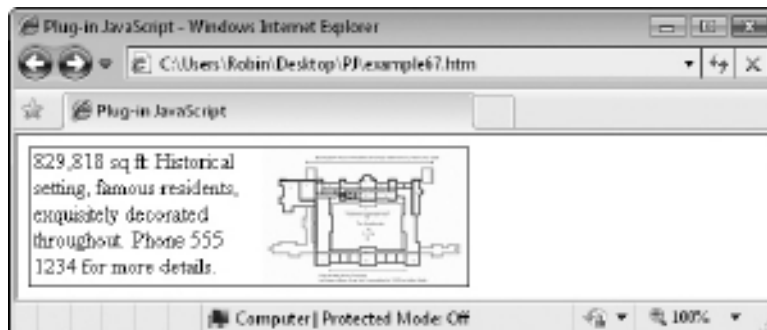 Plug-in JavaScript - Windows Internet Explorer
C:\Users\Robin\Desktop\PJ\example67.htm
Plug-in JavaScript
829,818 sq ft Historical
setting, famous residents,
exquisitely decorated
throughout. Phone 555
1234 for more details.
Computer | Protected Mode: Off
100%